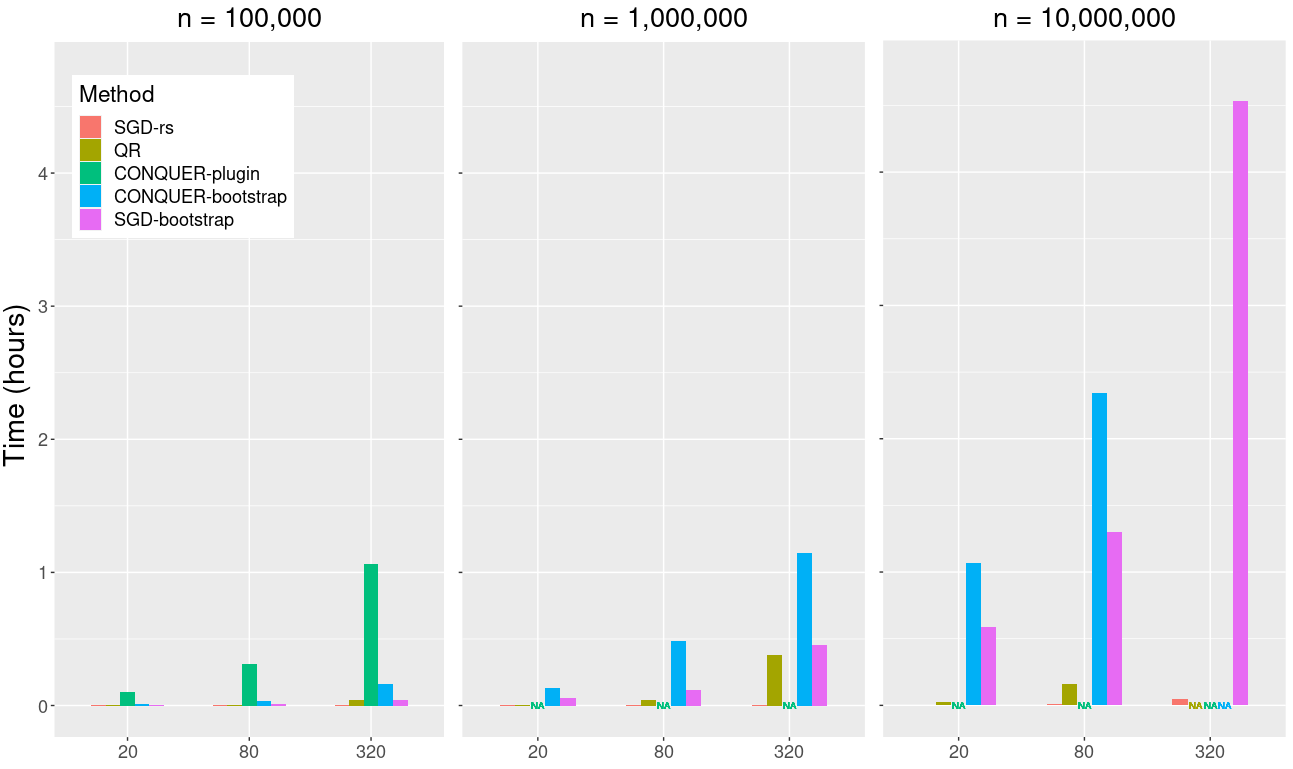 n = 100,000
n = 1,000,000
n = 10,000,000
Method
SGD-rs
QR
CONQUER-plugin
CONQUER-bootstrap
SGD-bootstrap
Time (hours)
4
3
2
1
0
NA
NA
NA
NA
NA
NA NA NA
20 80 320
20 80 320
20 80 320